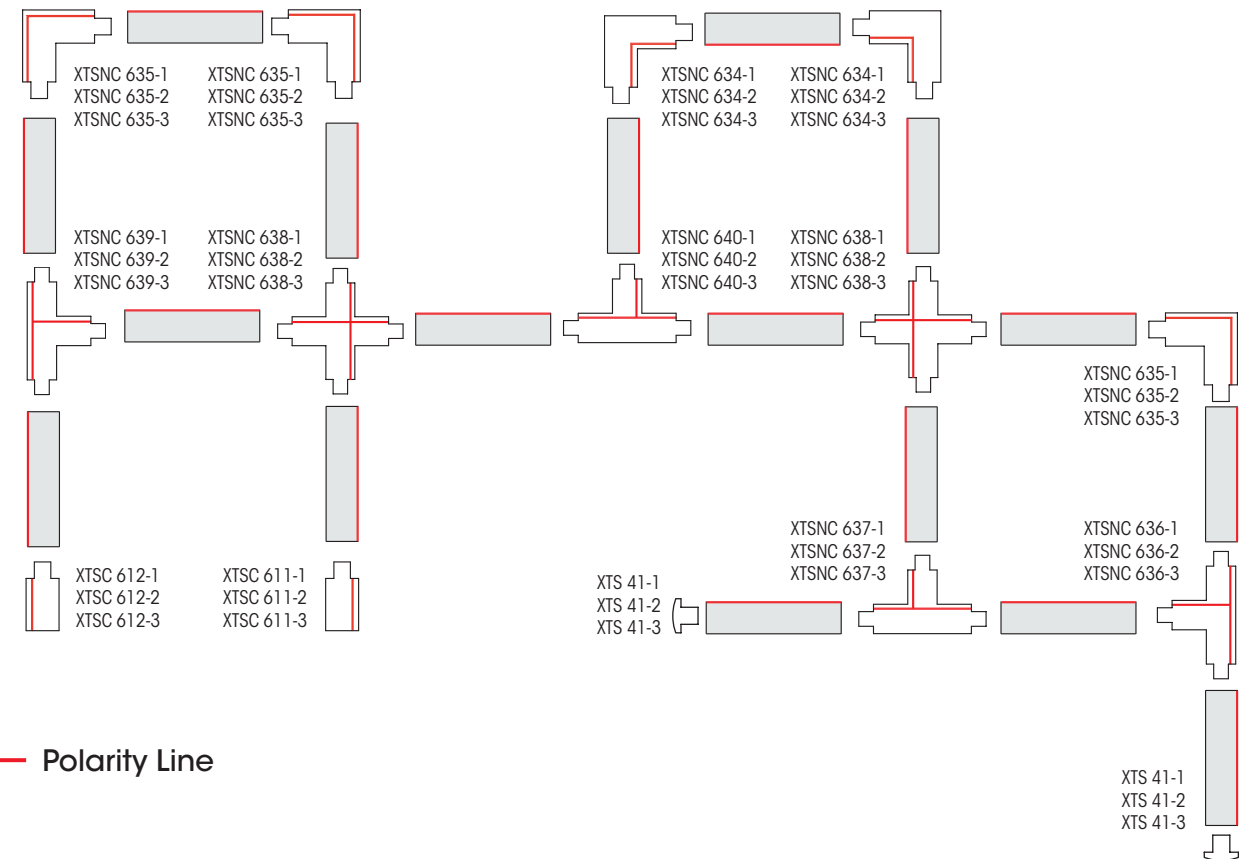 XTSNC 635-1
XTSNC 635-2
XTSNC 635-3
XTSNC 635-1
XTSNC 635-2
XTSNC 635-3
XTSNC 634-1
XTSNC 634-2
XTSNC 634-3
XTSNC 634-1
XTSNC 634-2
XTSNC 634-3
XTSNC 639-1
XTSNC 639-2
XTSNC 639-3
XTSNC 638-1
XTSNC 638-2
XTSNC 638-3
XTSNC 640-1
XTSNC 640-2
XTSNC 640-3
XTSNC 638-1
XTSNC 638-2
XTSNC 638-3
XTSNC 635-1
XTSNC 635-2
XTSNC 635-3
XTSC 612-1
XTSC 612-2
XTSC 612-3
XTSC 611-1
XTSC 611-2
XTSC 611-3
XTS 41-1
XTS 41-2
XTS 41-3
XTSNC 637-1
XTSNC 637-2
XTSNC 637-3
XTSNC 636-1
XTSNC 636-2
XTSNC 636-3
Polarity Line
XTS 41-1
XTS 41-2
XTS 41-3